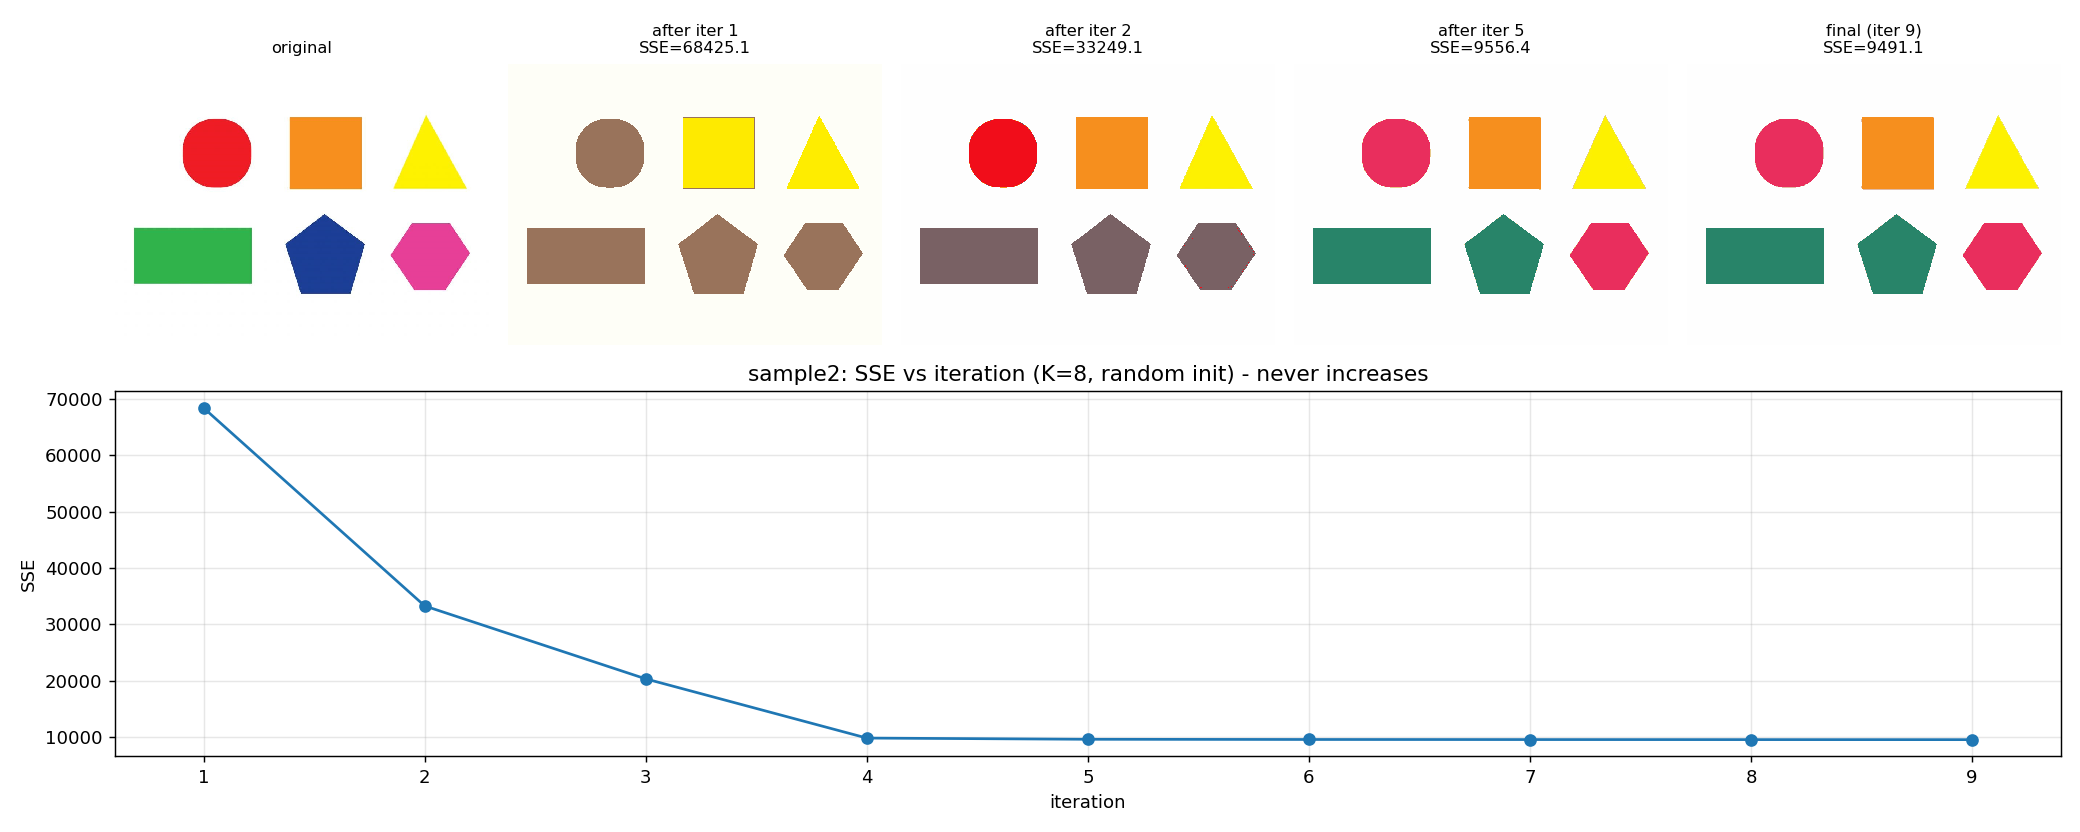 original
after iter 1
SSE=68425.1
after iter 2
SSE=33249.1
after iter 5
SSE=9556.4
final (iter 9)
SSE=9491.1
sample2: SSE vs iteration (K=8, random init) - never increases
70000
60000
50000
40000
30000
20000
10000
SSE
1 2 3 4 5 6 7 8 9
iteration